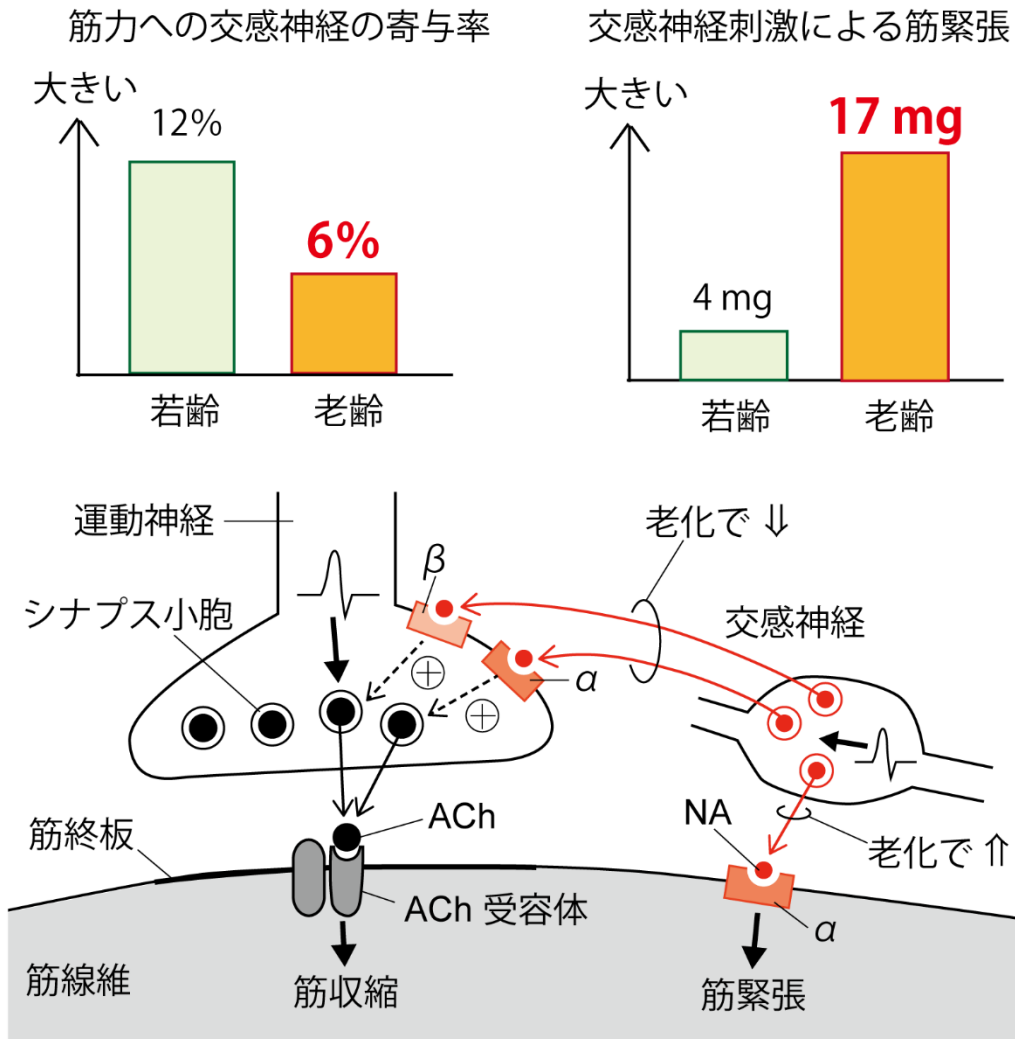 筋力への交感神経の寄与率
交感神経刺激による筋緊張
大きい
12%
6%
若齢
老齢
大きい
17 mg
4 mg
若齢
老齢
運動神経
老化で ⇓
β
シナプス小胞
交感神経
α
ACh
NA
筋終板
老化で ⇑
ACh 受容体
α
筋線維
筋収縮
筋緊張